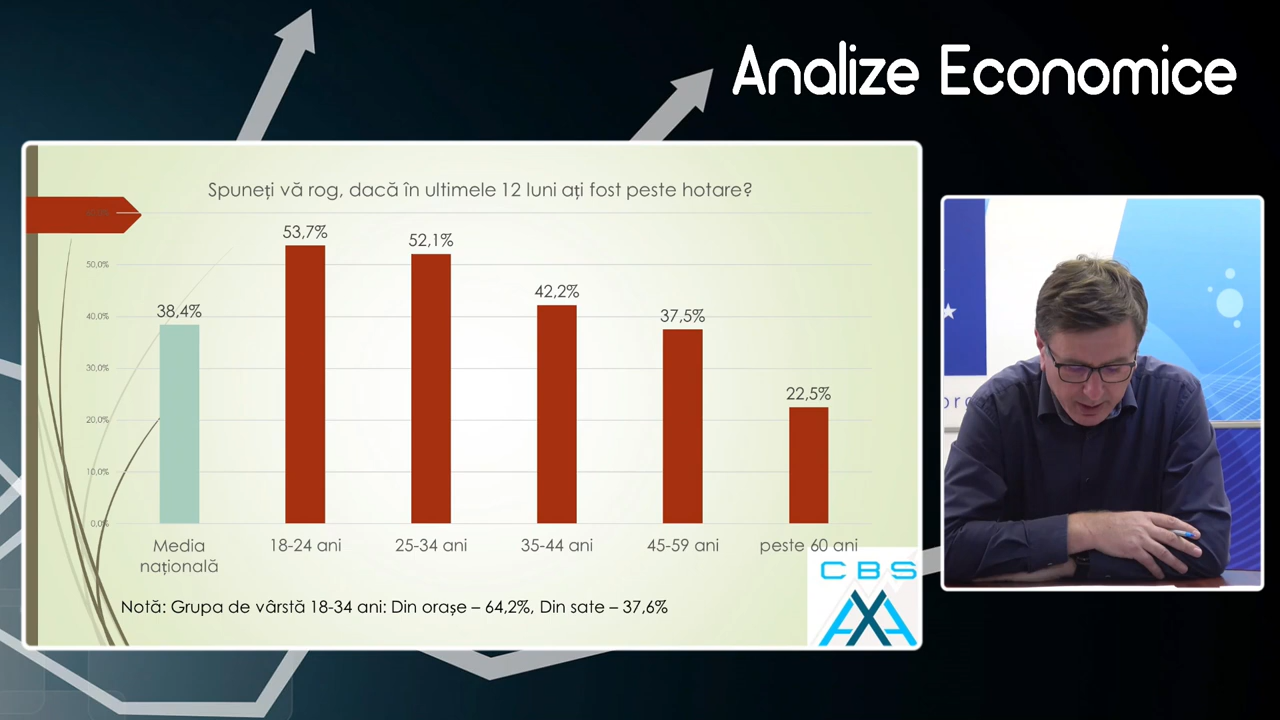 Analize Economice
Spuneți vă rog, dacă în ultimele 12 luni ați fost peste hotare?
53,7%
52,1%
50,0%
42,2%
38,4%
37,5%
40,0%
30,0%
22,5%
20,0%
10,0%
0,0%
Media
națională
18-24 ani
25-34 ani
35-44 ani
45-59 ani
peste 60 ani
CBS
AXA
Notă: Grupa de vârstă 18-34 ani: Din orașe – 64,2%, Din sate – 37,6%